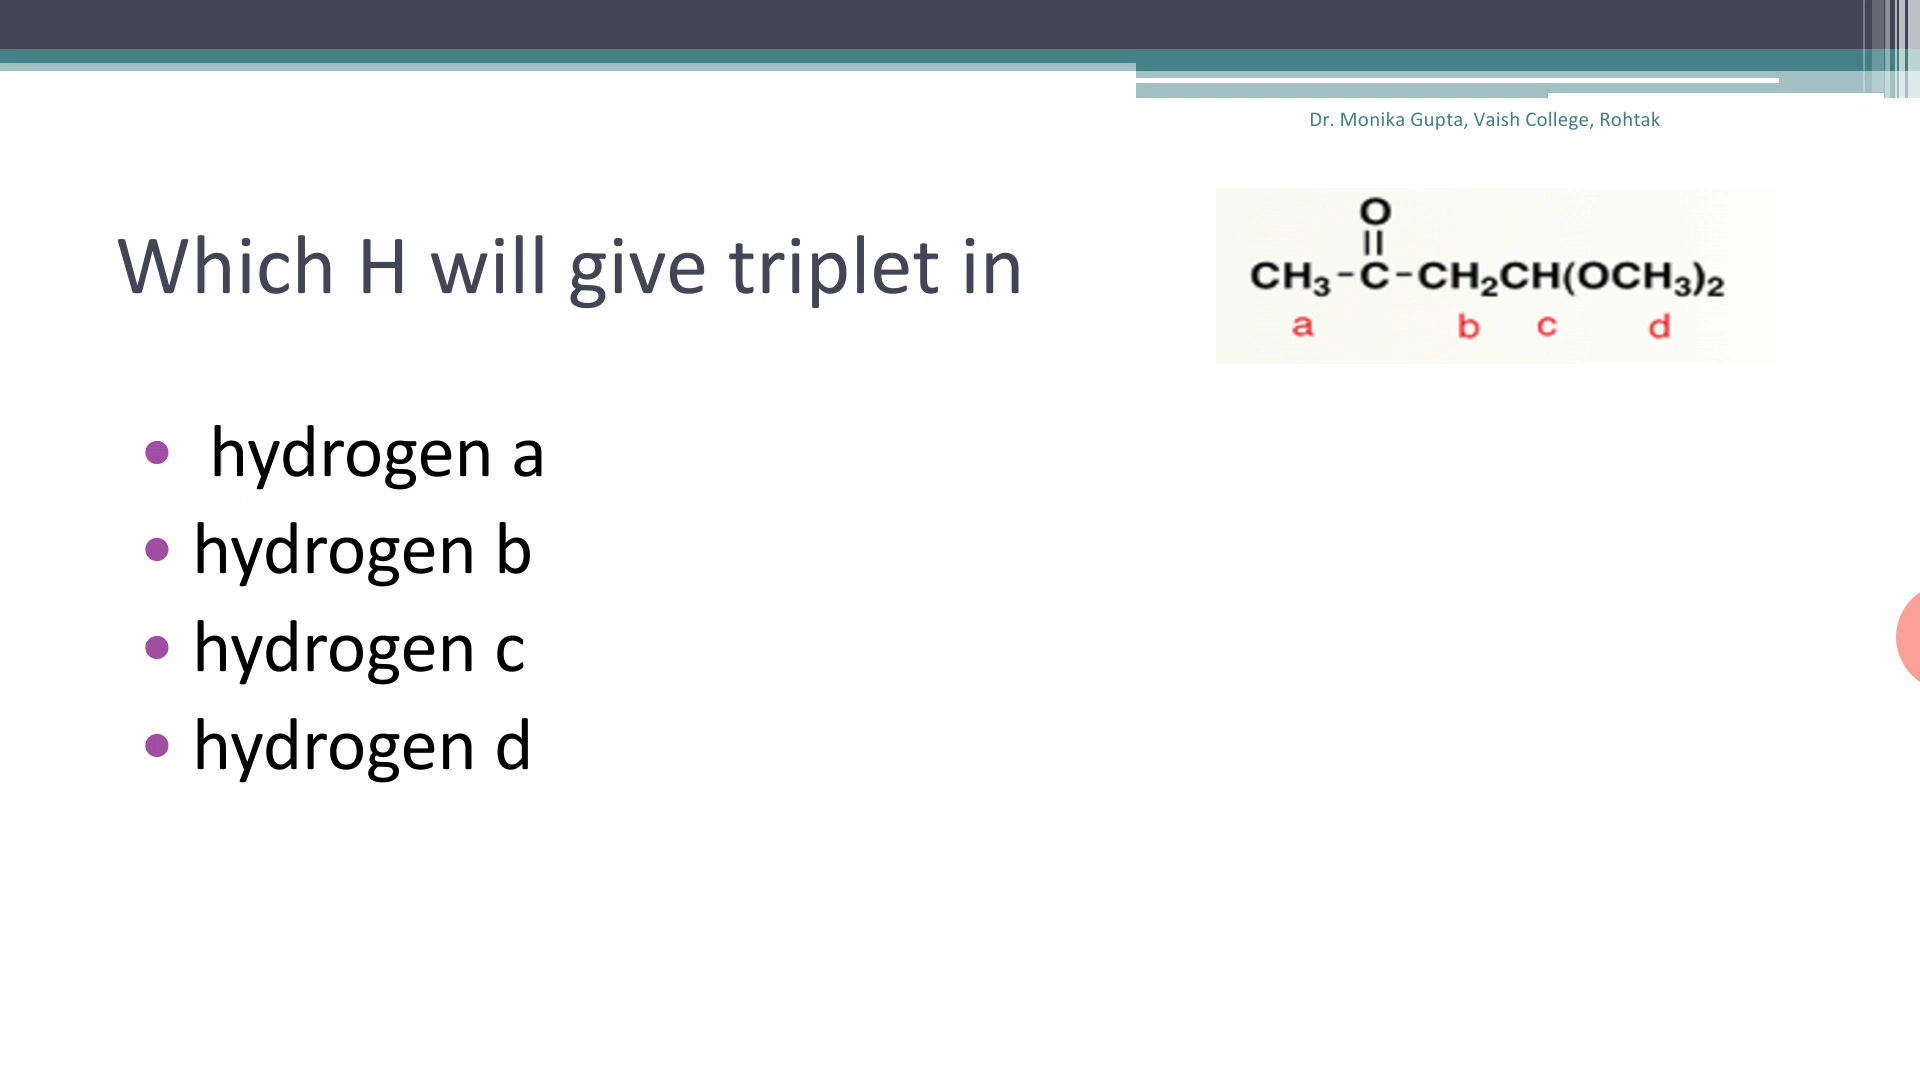 Dr. Monika Gupta, Vaish College, Rohtak
Which H will give triplet in
O
||
CH₃-C-CH₂CH(OCH₃)₂
a b c d
• hydrogen a
• hydrogen b
• hydrogen c
• hydrogen d